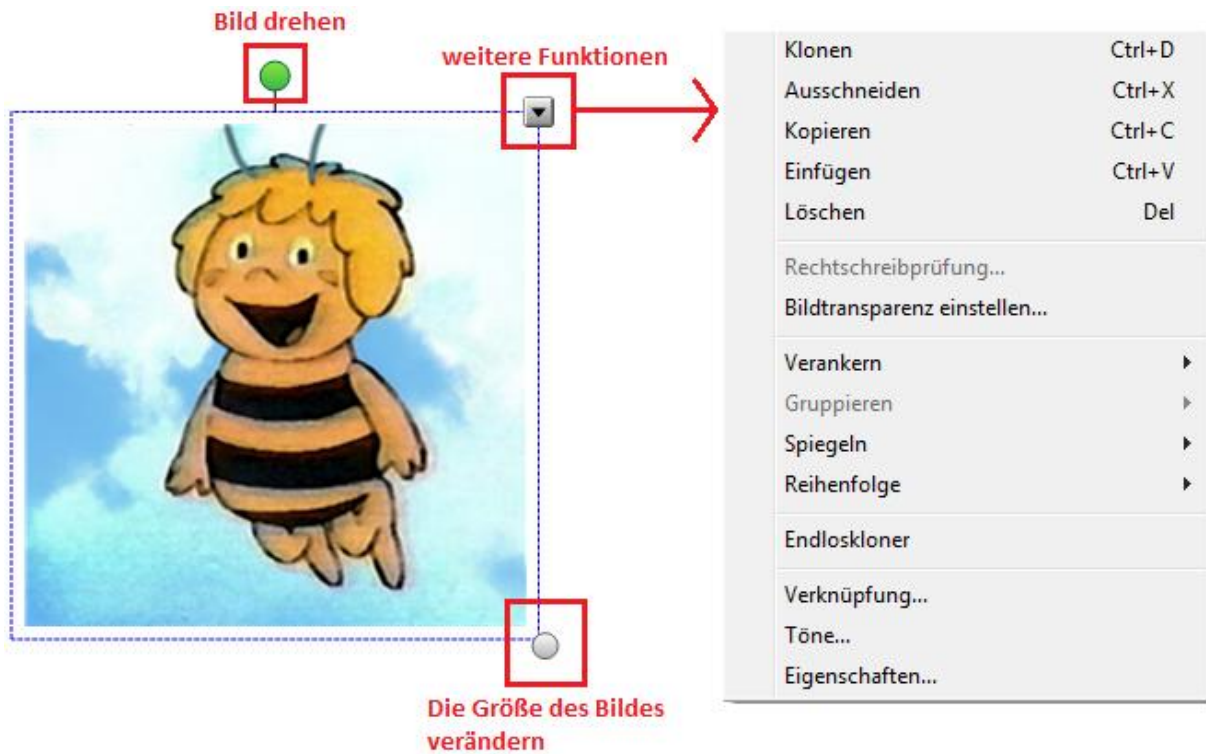 Bild drehen
weitere Funktionen
Klonen Ctrl+D
Ausschneiden Ctrl+X
Kopieren Ctrl+C
Einfügen Ctrl+V
Löschen Del
Rechtschreibprüfung...
Bildtransparenz einstellen...
Verankern
Gruppieren
Spiegeln
Reihenfolge
Endloskloner
Verknüpfung...
Töne...
Eigenschaften...
Die Größe des Bildes
verändern